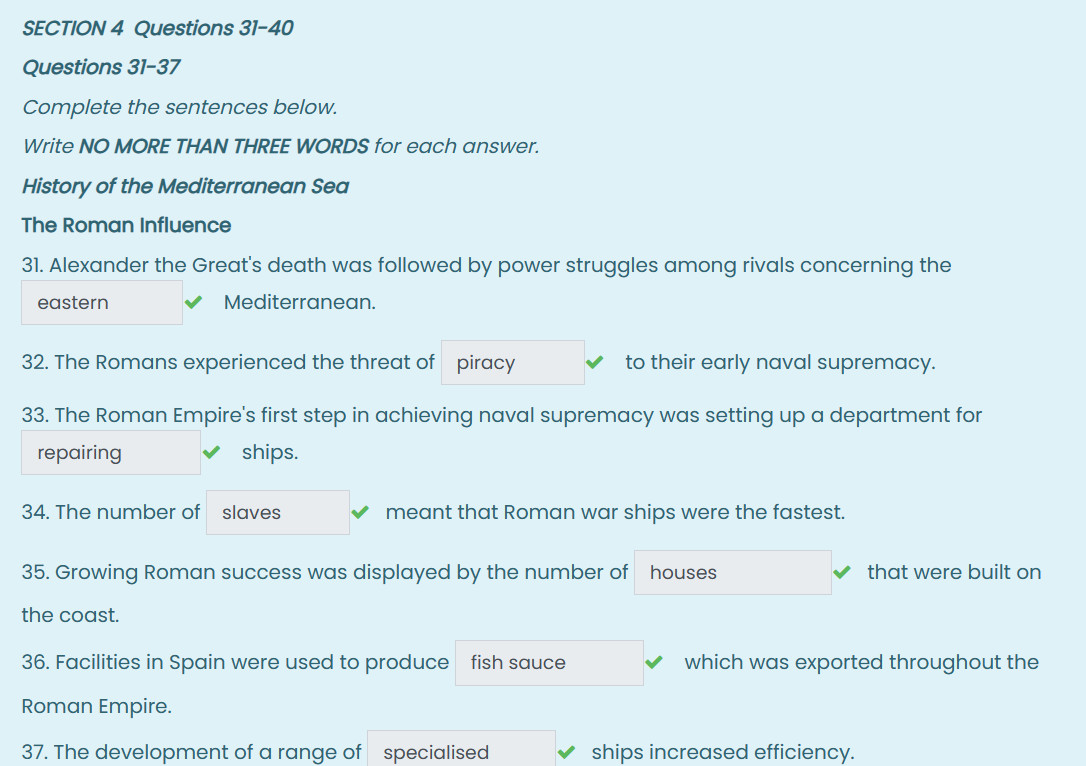 SECTION 4 Questions 31-40
Questions 31-37
Complete the sentences below.
Write NO MORE THAN THREE WORDS for each answer.
History of the Mediterranean Sea
The Roman Influence
31. Alexander the Great's death was followed by power struggles among rivals concerning the
eastern Mediterranean.
32. The Romans experienced the threat of piracy to their early naval supremacy.
33. The Roman Empire's first step in achieving naval supremacy was setting up a department for
repairing ships.
34. The number of slaves meant that Roman war ships were the fastest.
35. Growing Roman success was displayed by the number of houses that were built on
the coast.
36. Facilities in Spain were used to produce fish sauce which was exported throughout the
Roman Empire.
37. The development of a range of specialised ships increased efficiency.